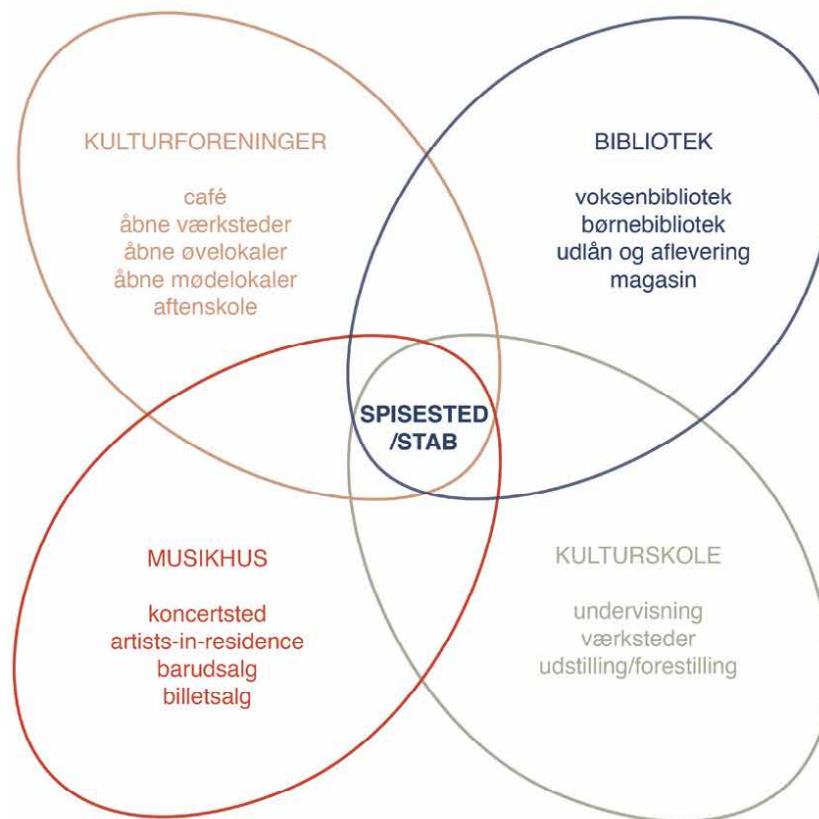 KULTURFORENINGER
café
åbne værksteder
åbne øvelokaler
åbne mødelokaler
aftenskole
BIBLIOTEK
voksenbibliotek
børnebibliotek
udlån og aflevering
magasin
SPISESTED
/STAB
MUSIKHUS
koncertsted
artists-in-residence
barudsalg
billetsalg
KULTURSKOLE
undervisning
værksteder
udstilling/forestilling